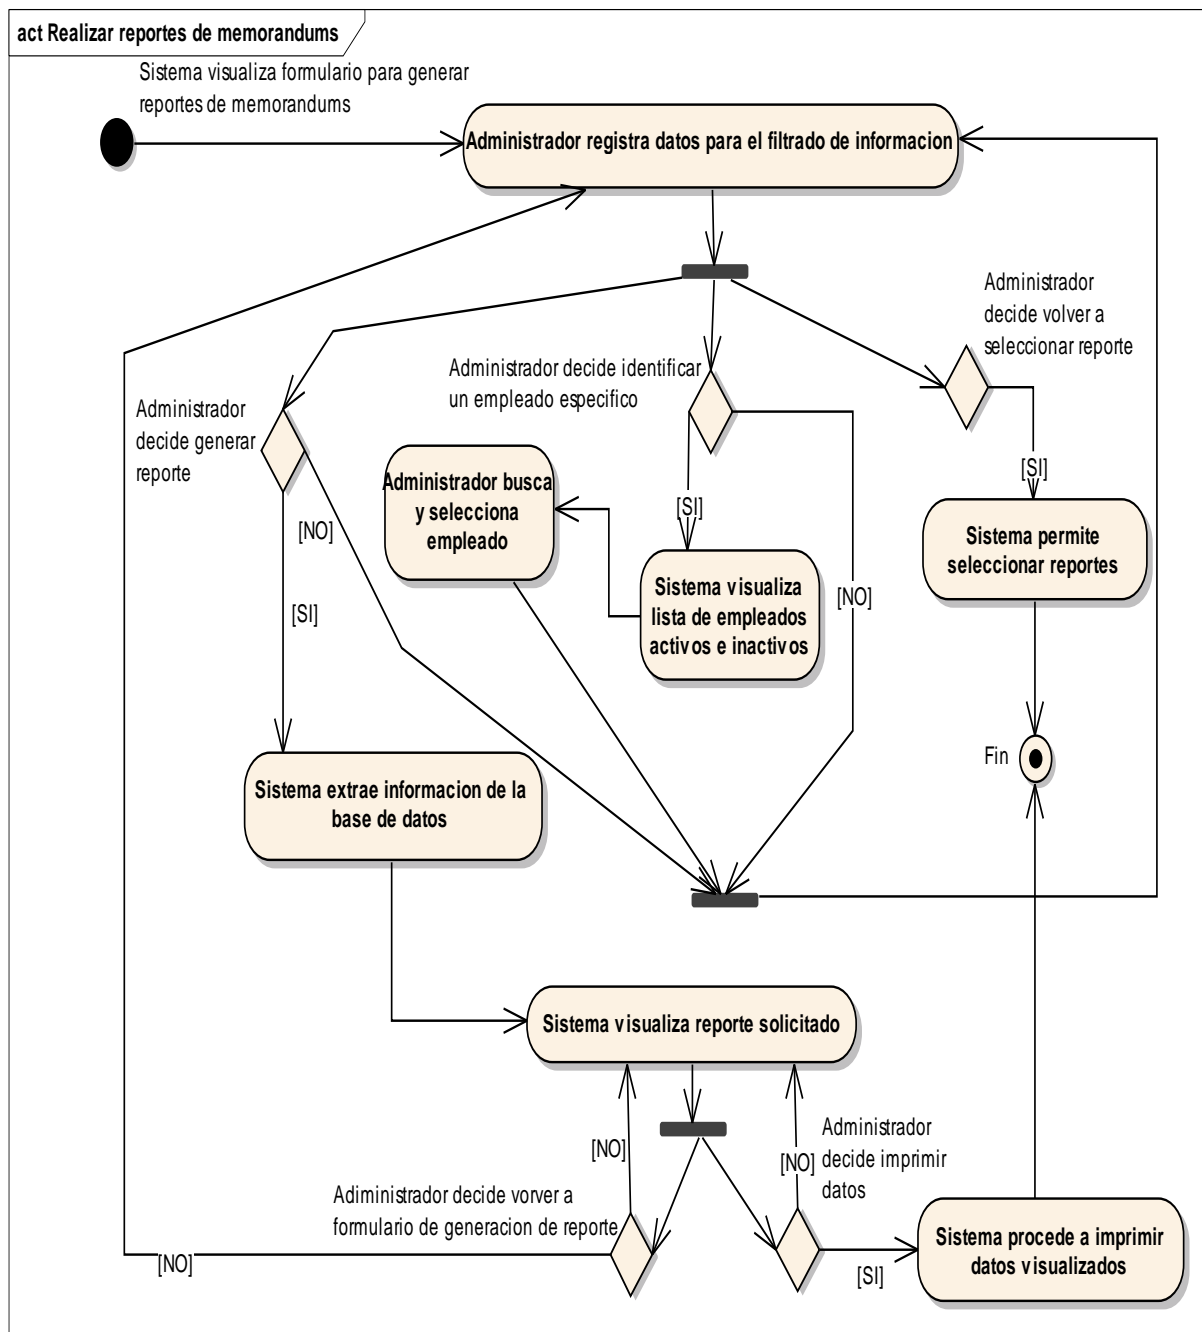 act Realizar reportes de memorandums
Sistema visualiza formulario para generar
reportes de memorandums
Administrador registra datos para el filtrado de informacion
Administrador
decide volver a
seleccionar reporte
Administrador decide identificar
un empleado especifico
Administrador
decide generar
reporte
[SI]
Administrador busca
y selecciona
empleado
[SI]
[NO]
Sistema permite
seleccionar reportes
Sistema visualiza
lista de empleados
activos e inactivos
[NO]
[SI]
Fin
Sistema extrae informacion de la
base de datos
Sistema visualiza reporte solicitado
Administrador
decide imprimir
datos
[NO]
[NO]
Adiministrador decide vorver a
formulario de generacion de reporte
Sistema procede a imprimir
datos visualizados
[NO]
[SI]